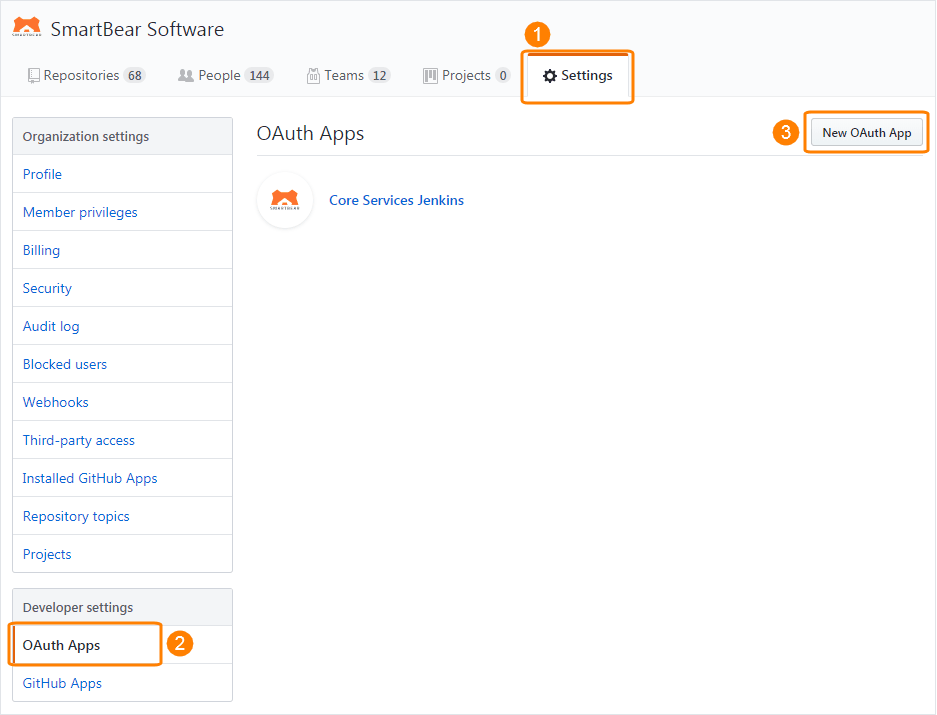 SMARTBEAR
SmartBear Software
1
Repositories 68 People 144 Teams 12 Projects 0 Settings
Organization settings
Profile
Member privileges
Billing
Security
Audit log
Blocked users
Webhooks
Third-party access
Installed GitHub Apps
Repository topics
Projects
Developer settings
OAuth Apps 2
GitHub Apps
OAuth Apps
3 New OAuth App
SMARTBEAR
Core Services Jenkins